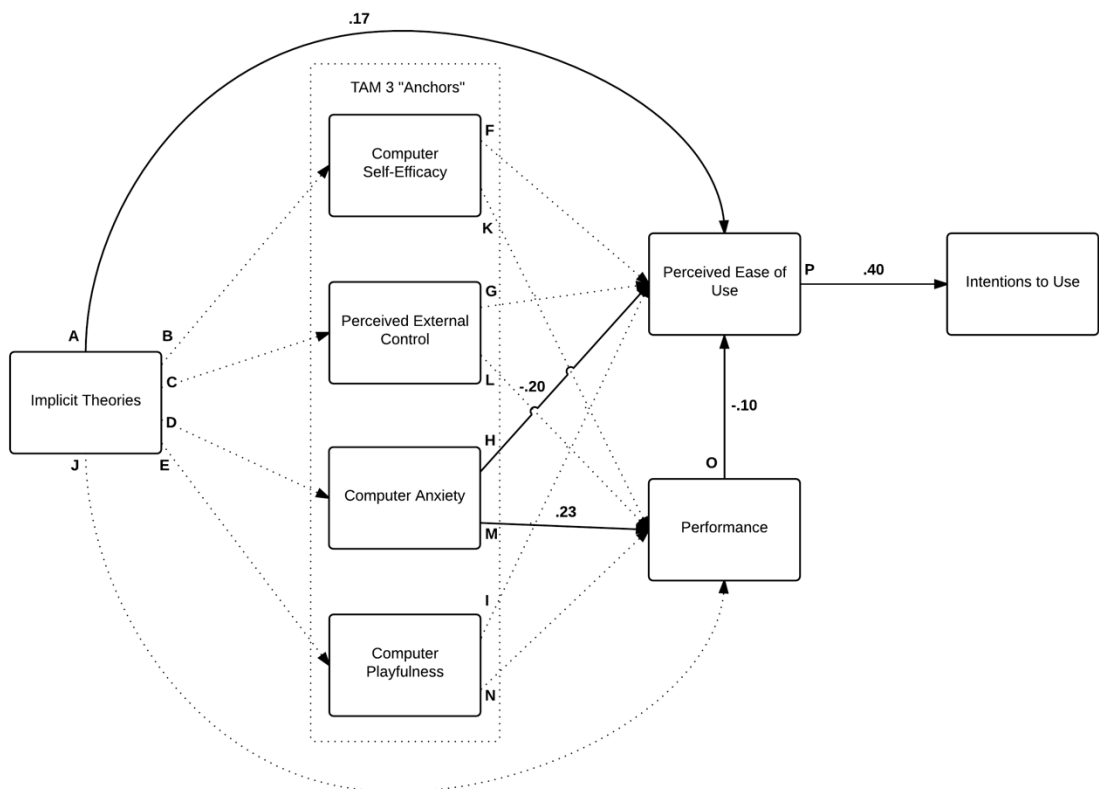 .17
TAM 3 "Anchors"
F
Computer
Self-Efficacy
K
G
Perceived External
Control
L
Perceived Ease of
Use
P
.40
Intentions to Use
A
B
C
Implicit Theories
D
J
E
-.20
H
Computer Anxiety
M
.23
-.10
O
Performance
I
Computer
Playfulness
N